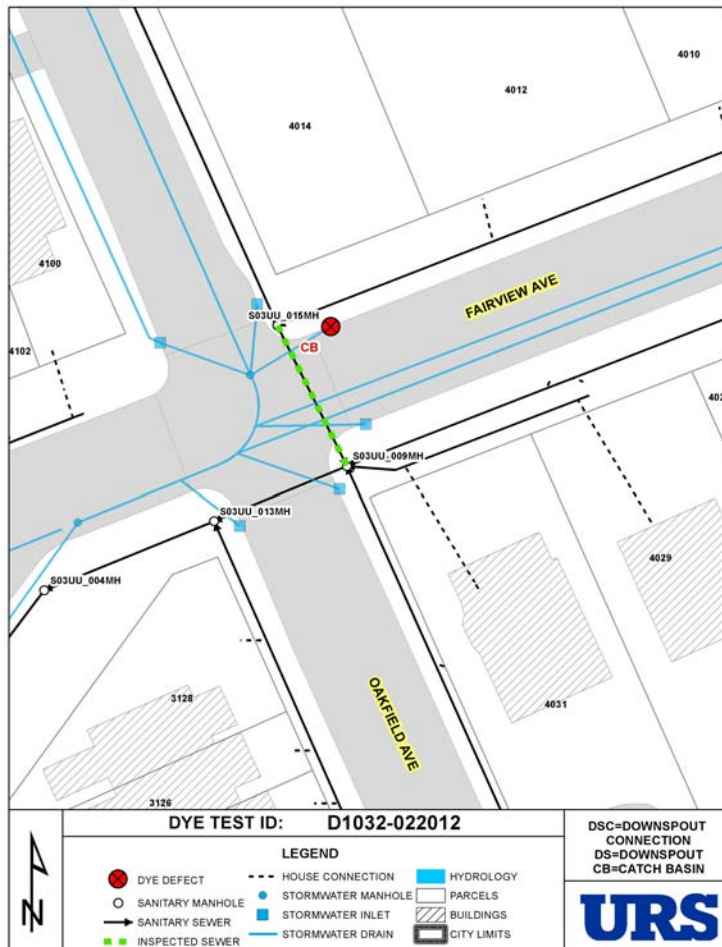 4010
4012
4014
4100
FAIRVIEW AVE
S03UU_015MH
CB
4102
S03UU_009MH
S03UU_013MH
4029
S03UU_004MH
OAKFIELD AVE
4031
3128
3126
DYE TEST ID: D1032-022012
LEGEND
DYE DEFECT
SANITARY MANHOLE
SANITARY SEWER
INSPECTED SEWER
HOUSE CONNECTION
STORMWATER MANHOLE
STORMWATER INLET
STORMWATER DRAIN
HYDROLOGY
PARCELS
BUILDINGS
CITY LIMITS
DSC=DOWNSPOUT
CONNECTION
DS=DOWNSPOUT
CB=CATCH BASIN
N
URS